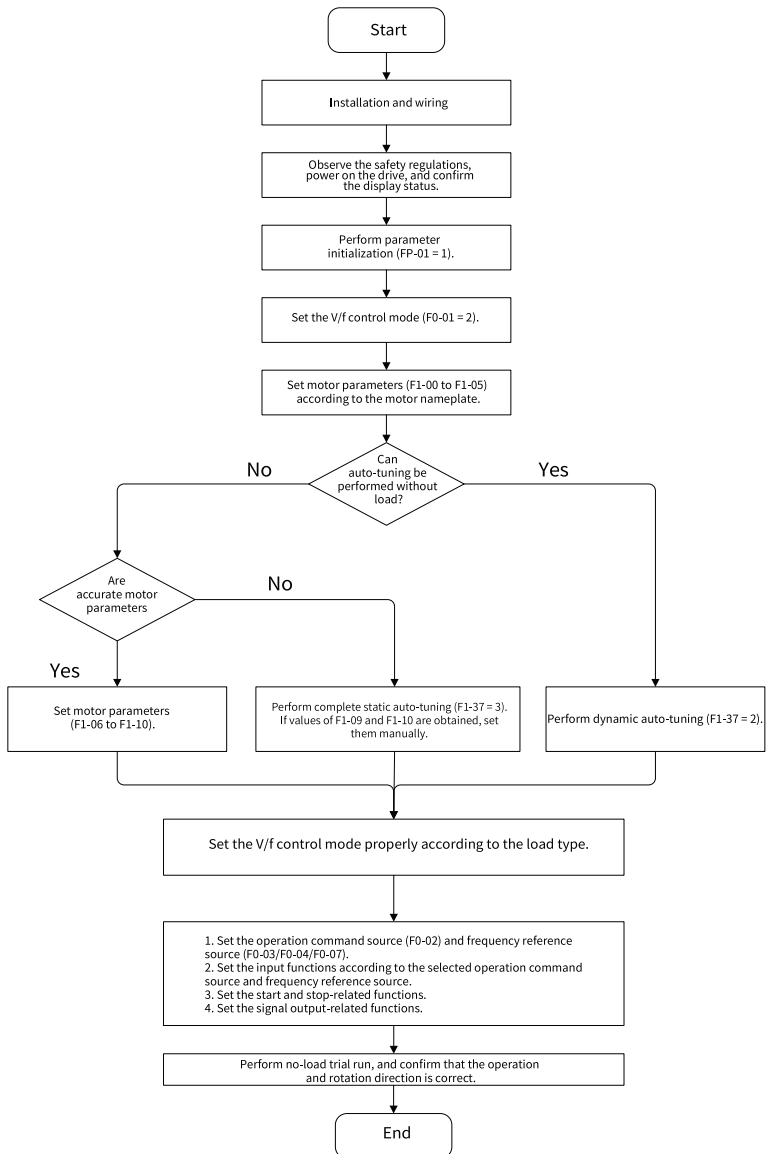 Start
Installation and wiring
Observe the safety regulations,
power on the drive, and confirm
the display status.
Perform parameter
initialization (FP-01 = 1).
Set the V/f control mode (F0-01 = 2).
Set motor parameters (F1-00 to F1-05)
according to the motor nameplate.
Can
auto-tuning be
performed without
load?
No
Yes
Are
accurate motor
parameters
No
Yes
Set motor parameters
(F1-06 to F1-10).
Perform complete static auto-tuning (F1-37 = 3).
If values of F1-09 and F1-10 are obtained, set
them manually.
Perform dynamic auto-tuning (F1-37 = 2).
Set the V/f control mode properly according to the load type.
1. Set the operation command source (F0-02) and frequency reference
source (F0-03/F0-04/F0-07).
2. Set the input functions according to the selected operation command
source and frequency reference source.
3. Set the start and stop-related functions.
4. Set the signal output-related functions.
Perform no-load trial run, and confirm that the operation
and rotation direction is correct.
End